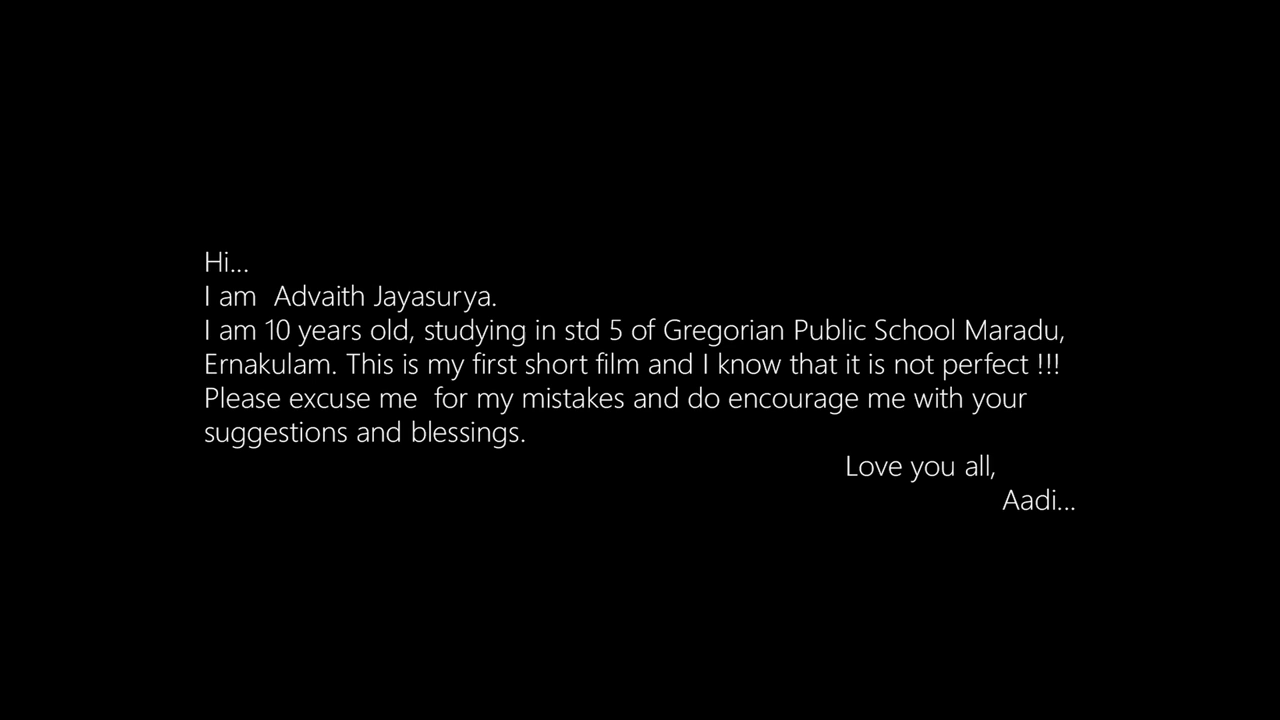 Hi...
I am  Advaith Jayasurya.
I am 10 years old, studying in std 5 of Gregorian Public School Maradu,
Ernakulam. This is my first short film and I know that it is not perfect !!!
Please excuse me  for my mistakes and do encourage me with your
suggestions and blessings.
Love you all,
Aadi...